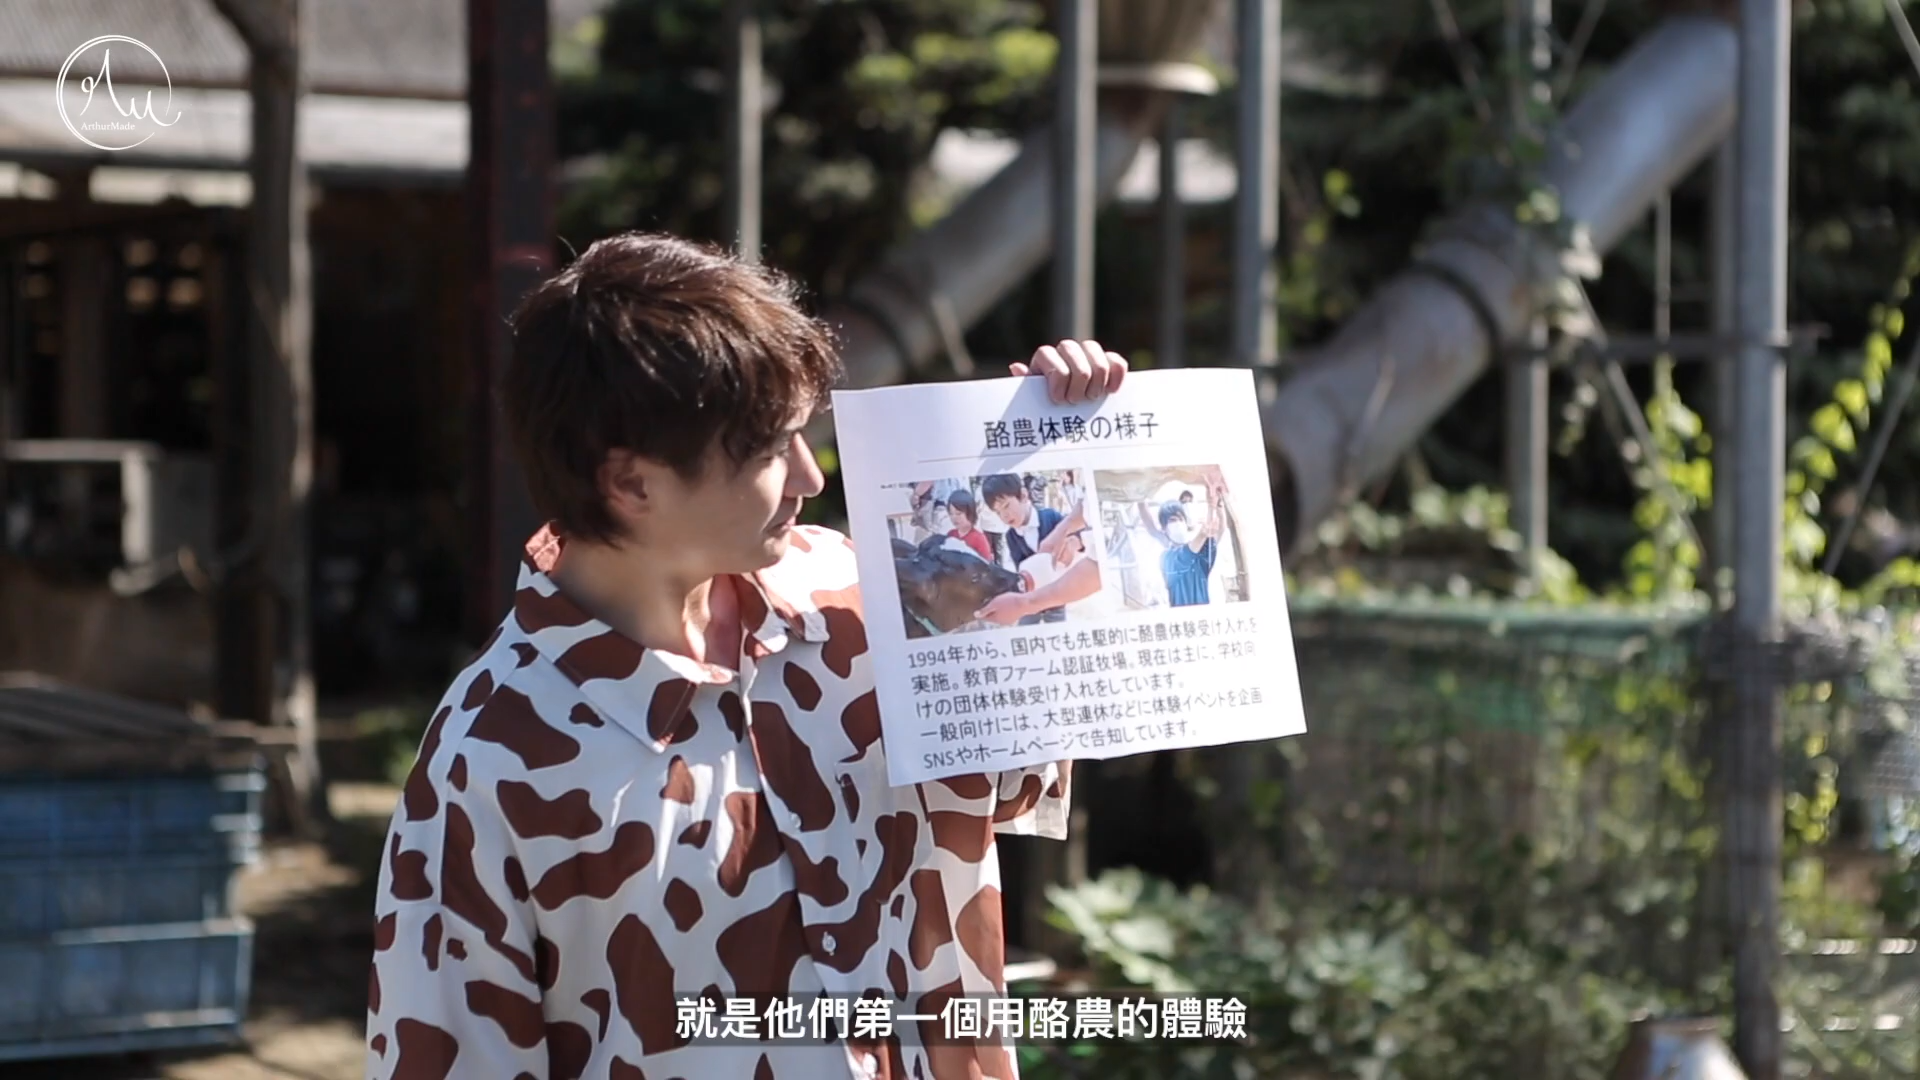 Au
ArthurMade
酪農体験の様子
1994年から、国内でも先駆的に酪農体験受け入れを
実施。教育ファーム認証牧場。現在は主に、学校向
けの団体体験受け入れをしています。
一般向けには、大型連休などに体験イベントを企画
SNSやホームページで告知しています。
就是他們第一個用酪農的體驗